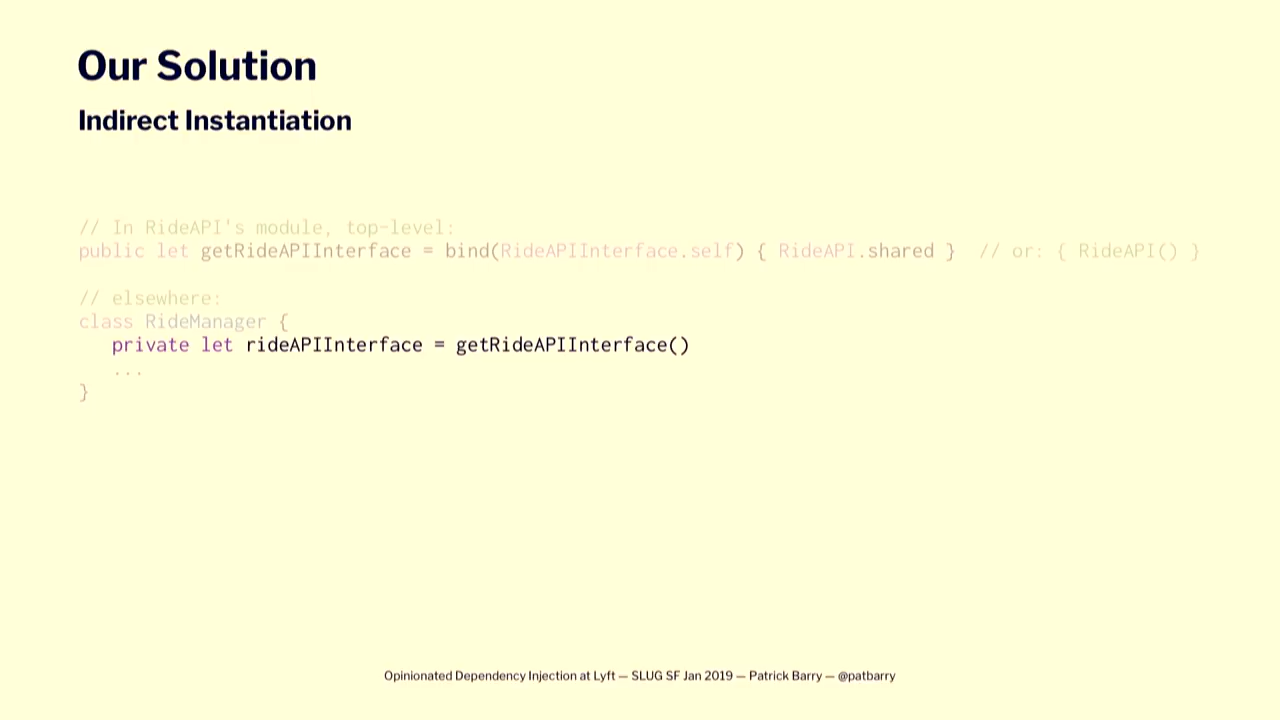 Our Solution
Indirect Instantiation
// In RideAPI's module, top-level:
public let getRideAPIInterface = bind(RideAPIInterface.self) { RideAPI.shared }  // or: { RideAPI() }
// elsewhere:
class RideManager {
   private let rideAPIInterface = getRideAPIInterface()
   ...
}
Opinionated Dependency Injection at Lyft — SLUG SF Jan 2019 — Patrick Barry — @patbarry